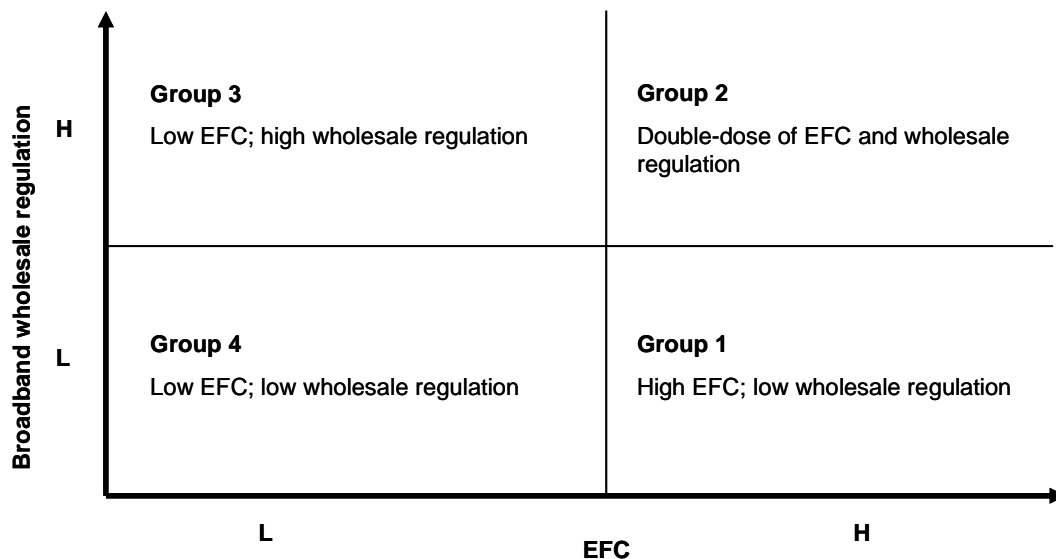 Broadband wholesale regulation
H
Group 3
Low EFC; high wholesale regulation
Group 2
Double-dose of EFC and wholesale
regulation
L
Group 4
Low EFC; low wholesale regulation
Group 1
High EFC; low wholesale regulation
L
H
EFC